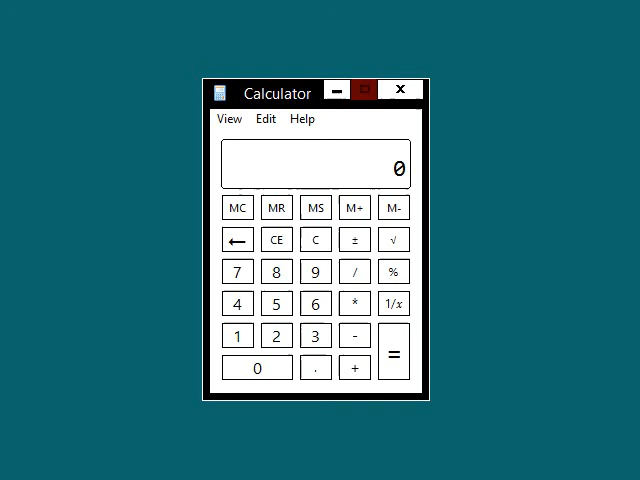 Calculator
View Edit Help
0
MC MR MS M+ M-
← CE C ± √
7 8 9 / %
4 5 6 * 1/x
1 2 3 - =
0 . +